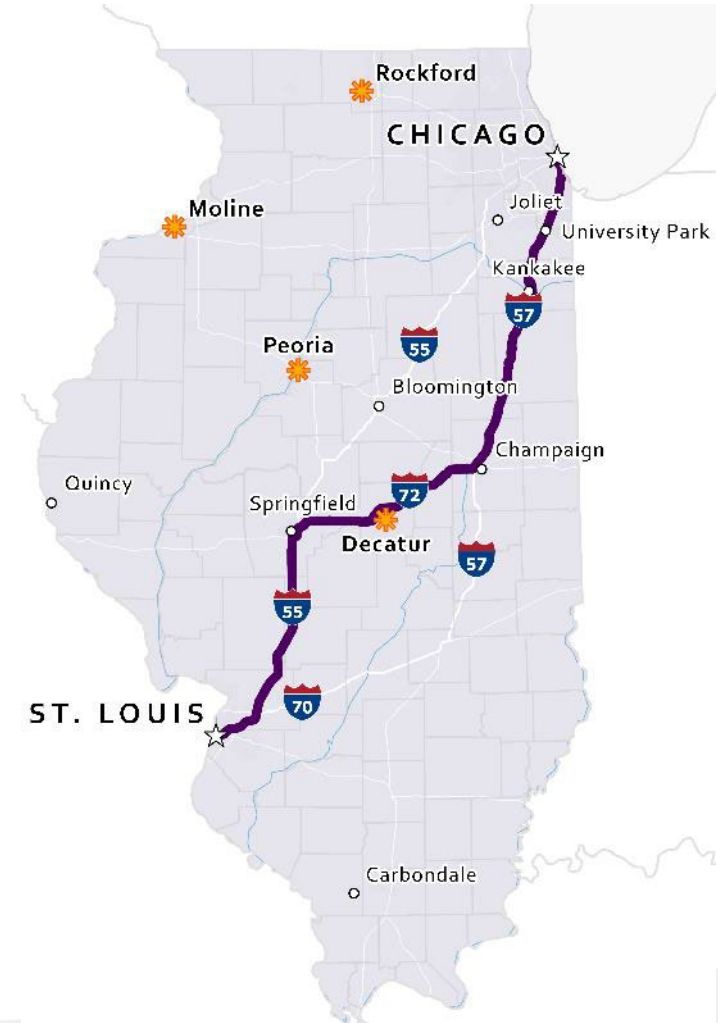 Rockford
CHICAGO
Joliet
Moline
University Park
Kankakee
57
55
Peoria
Bloomington
Champaign
Quincy
72
Springfield
Decatur
57
55
70
ST. LOUIS
Carbondale